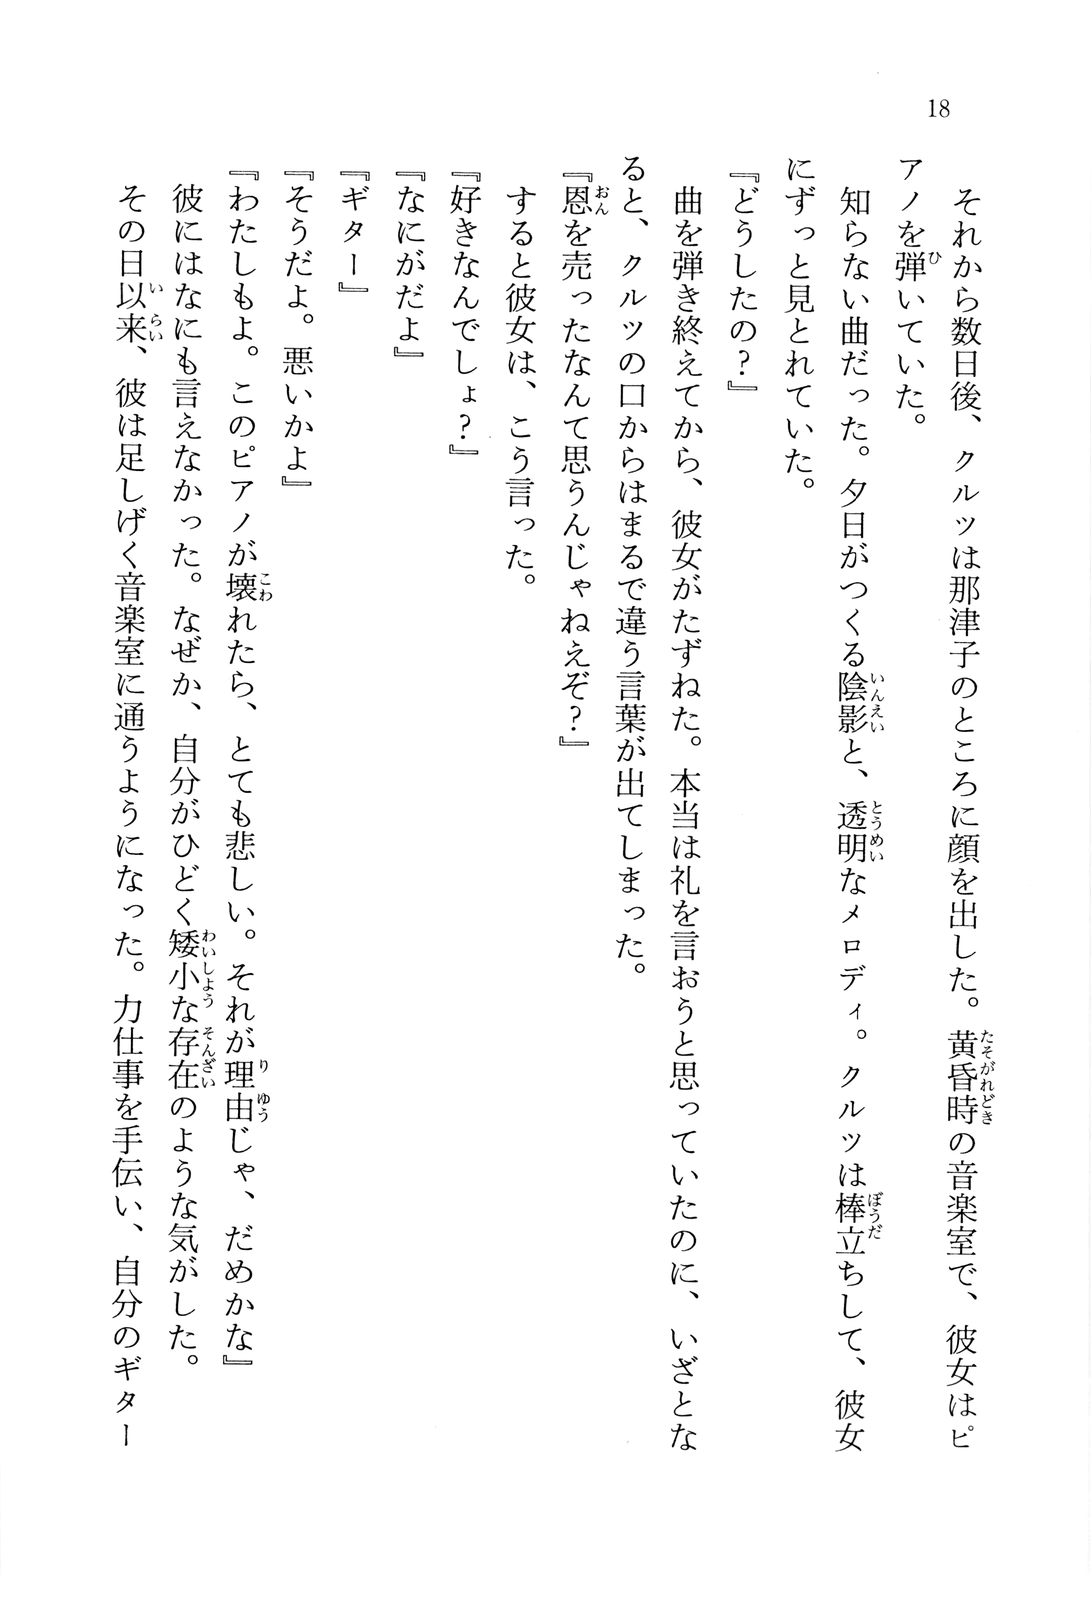 18
それから数日後、クルツは那津子のところに顔を出した。黄昏時の音楽室で、彼女はピ
アノを弾いていた。
知らない曲だった。夕日がつくる陰影と、透明なメロディ。クルツは棒立ちして、彼女
にずっと見とれていた。
『どうしたの？』
曲を弾き終えてから、彼女がたずねた。本当は礼を言おうと思っていたのに、いざとな
ると、クルツの口からはまるで違う言葉が出てしまった。
『恩を売ったなんて思うんじゃねえぞ？』
すると彼女は、こう言った。
『好きなんでしょ？』
『なにがだよ』
『ギター』
『そうだよ。悪いかよ』
『わたしもよ。このピアノが壊れたら、とても悲しい。それが理由じゃ、だめかな』
彼にはなにも言えなかった。なぜか、自分がひどく矮小な存在のような気がした。
その日以来、彼は足しげく音楽室に通うようになった。力仕事を手伝い、自分のギター